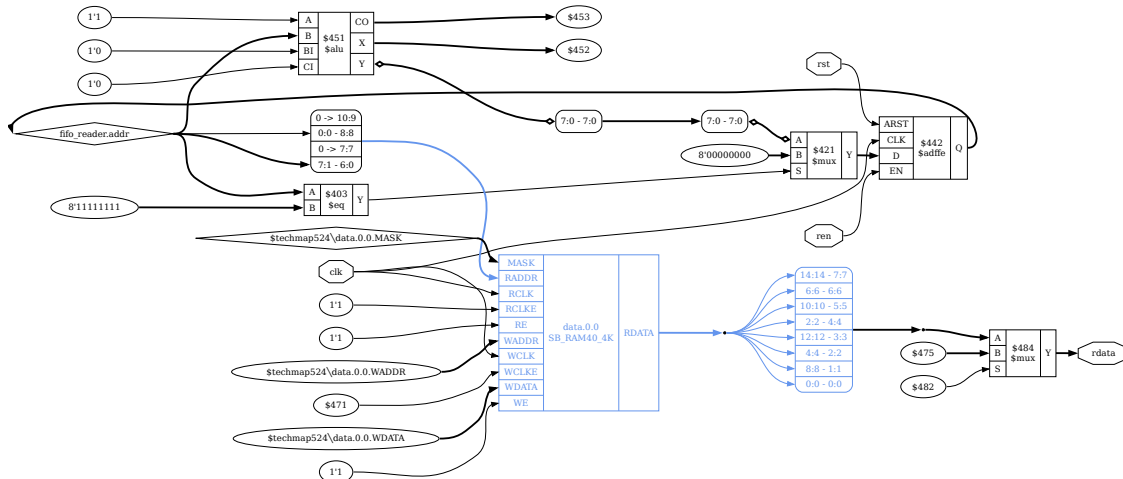 1'1
1'0
1'0
A
B
BI
CI
$451
$alu
CO
X
Y
$453
$452
rst
fifo_reader.addr
0 -> 10:9
0:0 - 8:8
0 -> 7:7
7:1 - 6:0
7:0 - 7:0
7:0 - 7:0
8'00000000
A
B
S
$421
$mux
Y
ARST
CLK
D
EN
$442
$adffe
Q
8'11111111
A
B
$403
$eq
Y
ren
$techmap524\data.0.0.MASK
clk
1'1
1'1
$techmap524\data.0.0.WADDR
$471
$techmap524\data.0.0.WDATA
1'1
MASK
RADDR
RCLK
RCLKE
RE
WADDR
WCLK
WCLKE
WDATA
WE
data.0.0
SB_RAM40_4K
RDATA
14:14 - 7:7
6:6 - 6:6
10:10 - 5:5
2:2 - 4:4
12:12 - 3:3
4:4 - 2:2
8:8 - 1:1
0:0 - 0:0
$475
$482
A
B
S
$484
$mux
Y
rdata